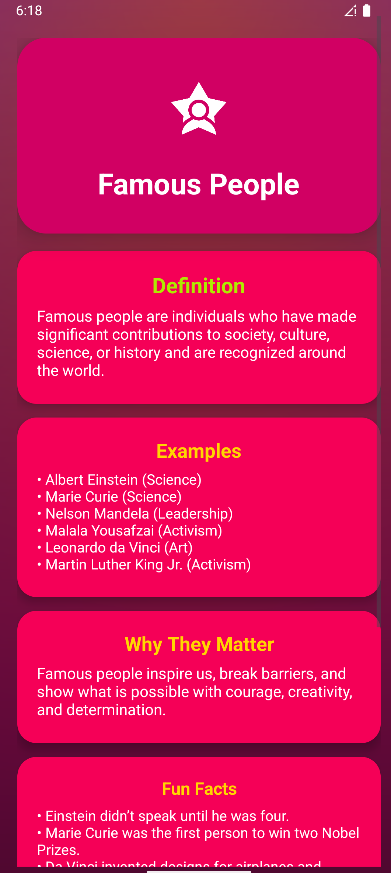 6:18
Famous People
Definition
Famous people are individuals who have made
significant contributions to society, culture,
science, or history and are recognized around
the world.
Examples
• Albert Einstein (Science)
• Marie Curie (Science)
• Nelson Mandela (Leadership)
• Malala Yousafzai (Activism)
• Leonardo da Vinci (Art)
• Martin Luther King Jr. (Activism)
Why They Matter
Famous people inspire us, break barriers, and
show what is possible with courage, creativity,
and determination.
Fun Facts
• Einstein didn’t speak until he was four.
• Marie Curie was the first person to win two Nobel
Prizes.
• Da Vinci invented designs for airplanes and